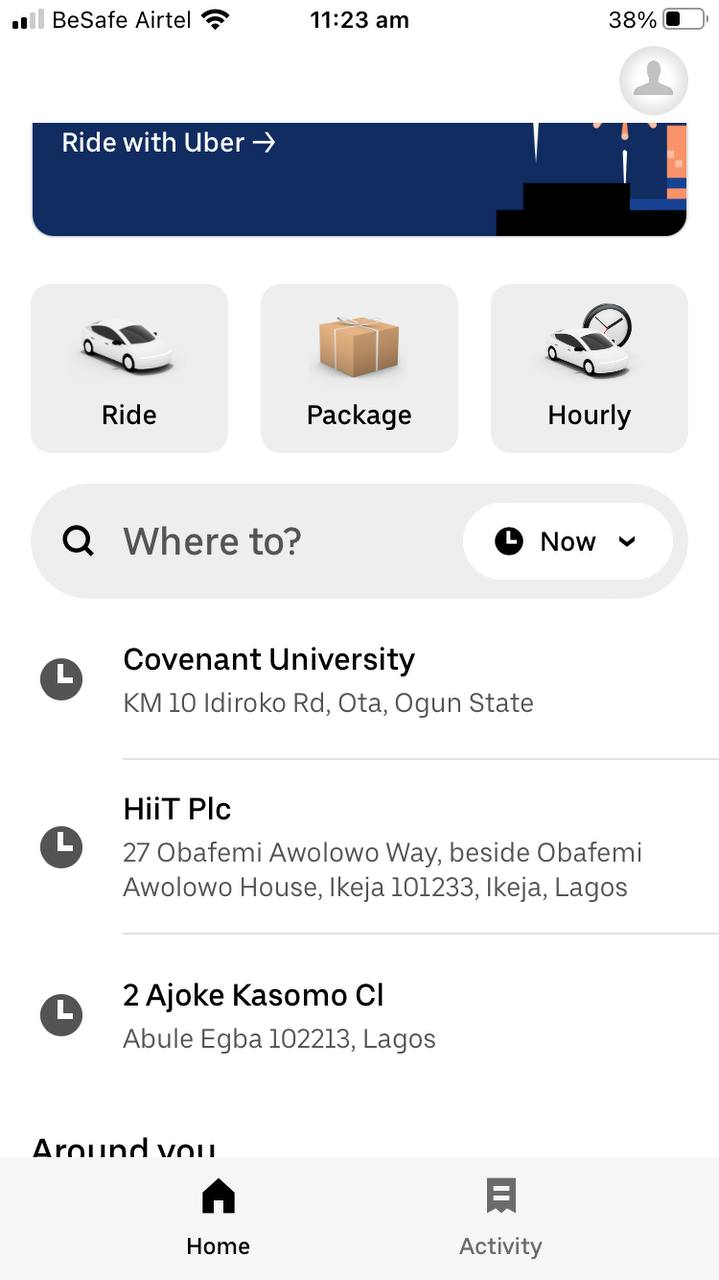 BeSafe Airtel 11:23 am 38%
Ride with Uber →
Ride Package Hourly
Where to? Now
Covenant University
KM 10 Idiroko Rd, Ota, Ogun State
HiiT Plc
27 Obafemi Awolowo Way, beside Obafemi
Awolowo House, Ikeja 101233, Ikeja, Lagos
2 Ajoke Kasomo Cl
Abule Egba 102213, Lagos
Around you
Home Activity